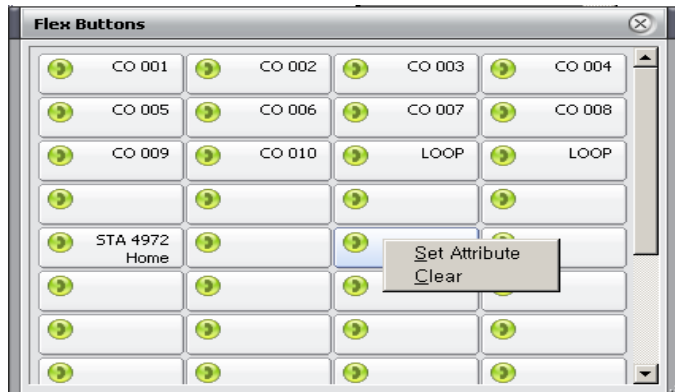 Flex Buttons
CO 001 CO 002 CO 003 CO 004
CO 005 CO 006 CO 007 CO 008
CO 009 CO 010 LOOP LOOP
STA 4972
Home
Set Attribute
Clear